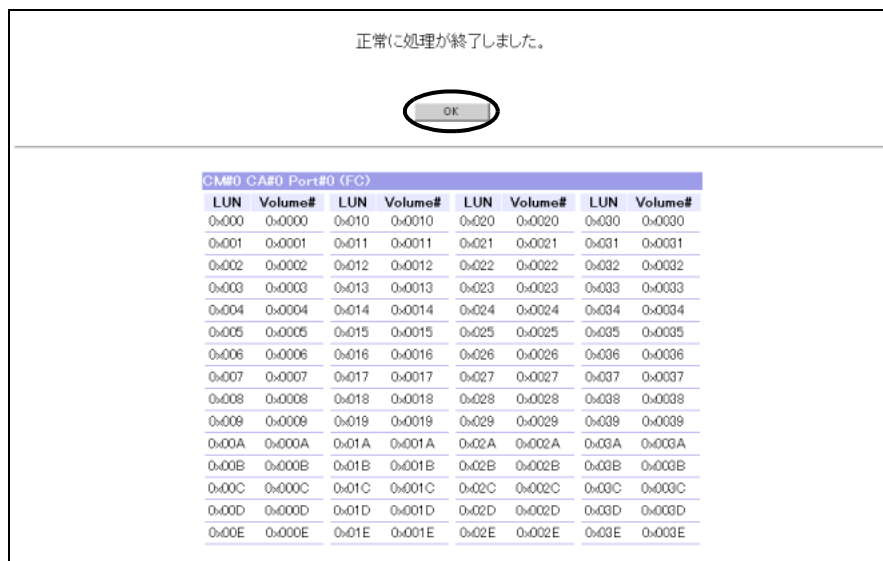 正常に処理が終了しました。
OK
CM#0 CA#0 Port#0 (FC)
LUN Volume# LUN Volume# LUN Volume# LUN Volume#
0x000 0x0000 0x010 0x0010 0x020 0x0020 0x030 0x0030
0x001 0x0001 0x011 0x0011 0x021 0x0021 0x031 0x0031
0x002 0x0002 0x012 0x0012 0x022 0x0022 0x032 0x0032
0x003 0x0003 0x013 0x0013 0x023 0x0023 0x033 0x0033
0x004 0x0004 0x014 0x0014 0x024 0x0024 0x034 0x0034
0x005 0x0005 0x015 0x0015 0x025 0x0025 0x035 0x0035
0x006 0x0006 0x016 0x0016 0x026 0x0026 0x036 0x0036
0x007 0x0007 0x017 0x0017 0x027 0x0027 0x037 0x0037
0x008 0x0008 0x018 0x0018 0x028 0x0028 0x038 0x0038
0x009 0x0009 0x019 0x0019 0x029 0x0029 0x039 0x0039
0x00A 0x000A 0x01A 0x001A 0x02A 0x002A 0x03A 0x003A
0x00B 0x000B 0x01B 0x001B 0x02B 0x002B 0x03B 0x003B
0x00C 0x000C 0x01C 0x001C 0x02C 0x002C 0x03C 0x003C
0x00D 0x000D 0x01D 0x001D 0x02D 0x002D 0x03D 0x003D
0x00E 0x000E 0x01E 0x001E 0x02E 0x002E 0x03E 0x003E